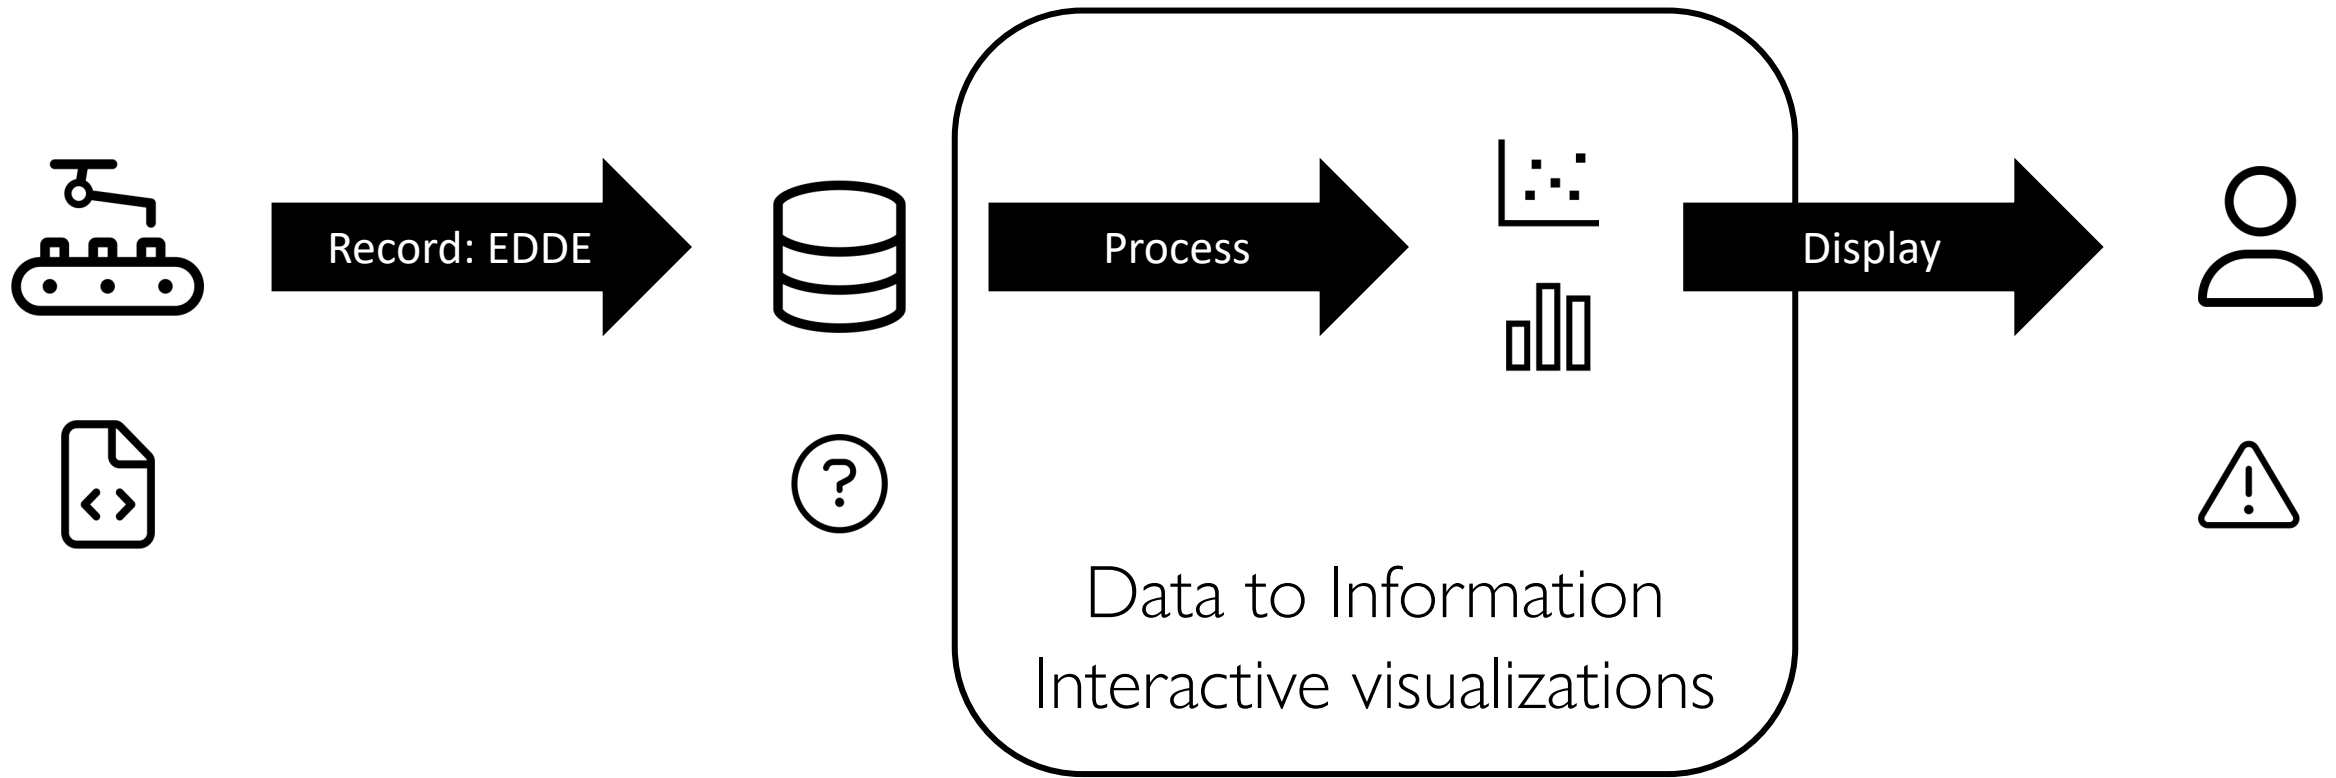 Record: EDDE
Process
Display
?
!
Data to Information
Interactive visualizations